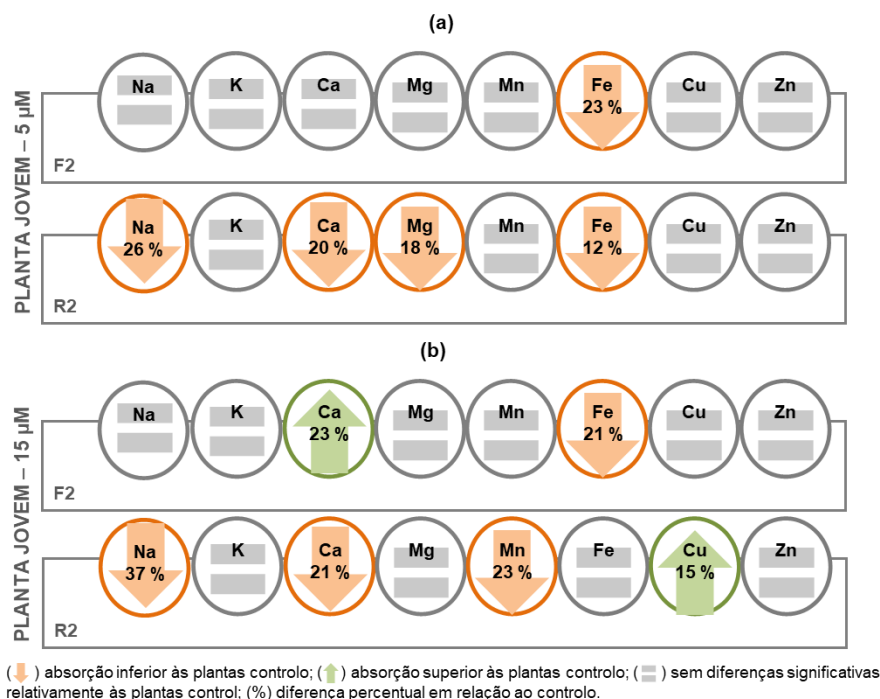 (a)
PLANTA JOVEM – 5 µM
Na K Ca Mg Mn Fe Cu Zn
23 %
F2
Na K Ca Mg Mn Fe Cu Zn
26 % 20 % 18 % 12 %
R2
(b)
PLANTA JOVEM – 15 µM
Na K Ca Mg Mn Fe Cu Zn
23 % 21 %
F2
Na K Ca Mg Mn Fe Cu Zn
37 % 21 % 23 % 15 %
R2
(⬇) absorção inferior às plantas controlo; (⬆) absorção superior às plantas controlo; (=) sem diferenças significativas
relativamente às plantas control; (%) diferença percentual em relação ao controlo.